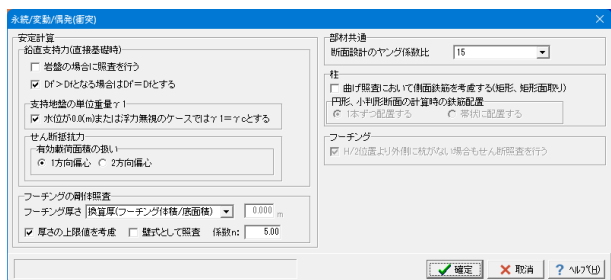 永続/変動/偶発(衝突)
安定計算
鉛直支持力(直接基礎時)
岩盤の場合に照査を行う
Df＞Dfとなる場合はDf'=Dfとする
支持地盤の単位重量γ1
水位が0.0(m)または浮力無視のケースではγ1=γcとする
せん断抵抗力
有効載荷面積の扱い
1方向偏心 2方向偏心
フーチングの剛体照査
フーチング厚さ 換算厚(フーチング体積/底面積) 0.000 m
厚さの上限値を考慮 壁式として照査 係数n: 5.00
部材共通
断面設計のヤング係数比 15
柱
曲げ照査において側面鉄筋を考慮する(矩形、矩形面取り)
円形、小判形断面の計算時の鉄筋配置
1本ずつ配置する 帯状に配置する
フーチング
H/2位置より外側に杭がない場合もせん断照査を行う
確定 取消 ? ヘルプ(H)